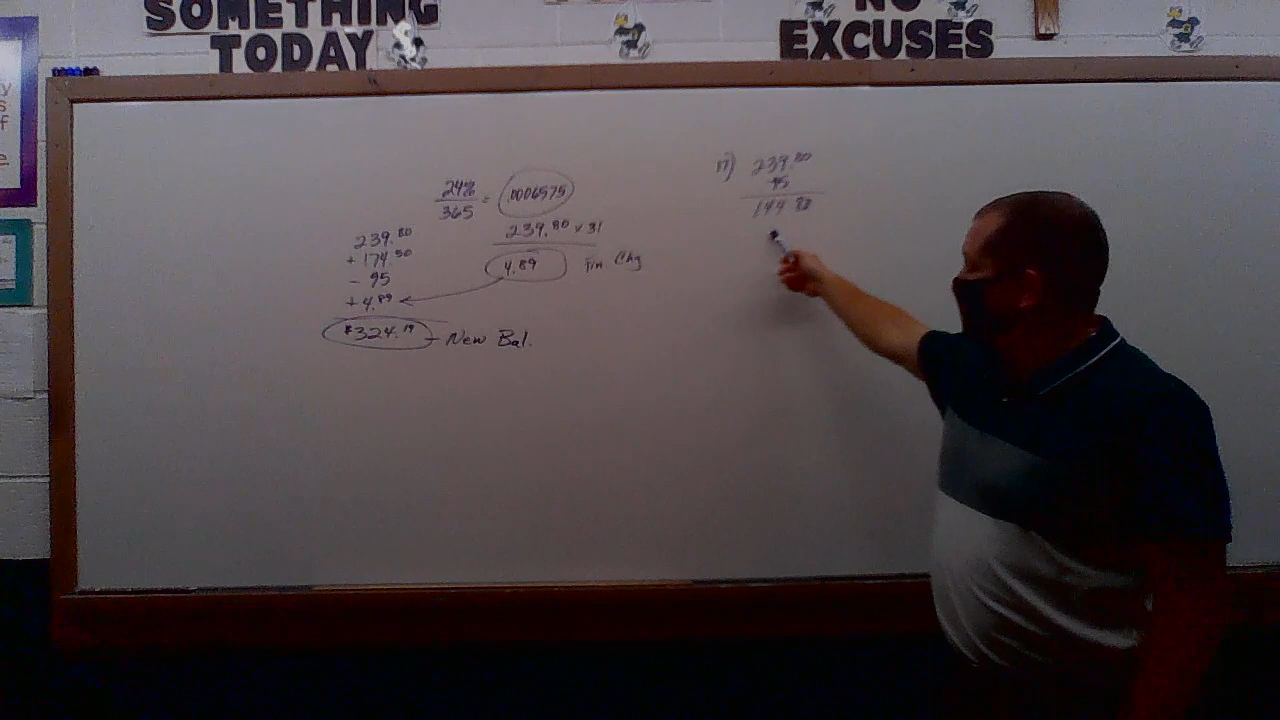 SOMETHING
TODAY
NO
EXCUSES
24%
365
= .0006575
239.80 x 31
4.89 Fin Chg
239.80
+ 174 50
- 95
+ 4.89
$324.19 - New Bal.
17) 239.80
95
144 80